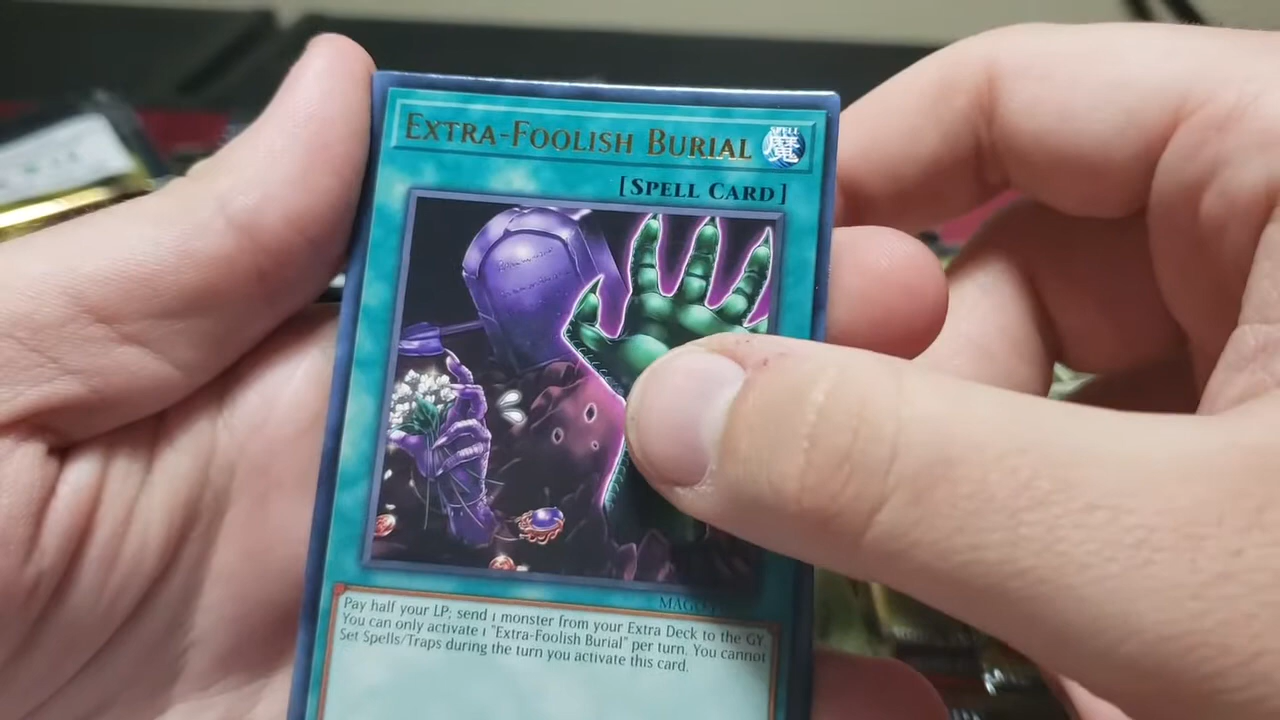 EXTRA-FOOLISH BURIAL
SPELL
魔
[SPELL CARD]
Pay half your LP; send 1 monster from your Extra Deck to the GY.
You can only activate 1 "Extra-Foolish Burial" per turn. You cannot
Set Spells/Traps during the turn you activate this card.